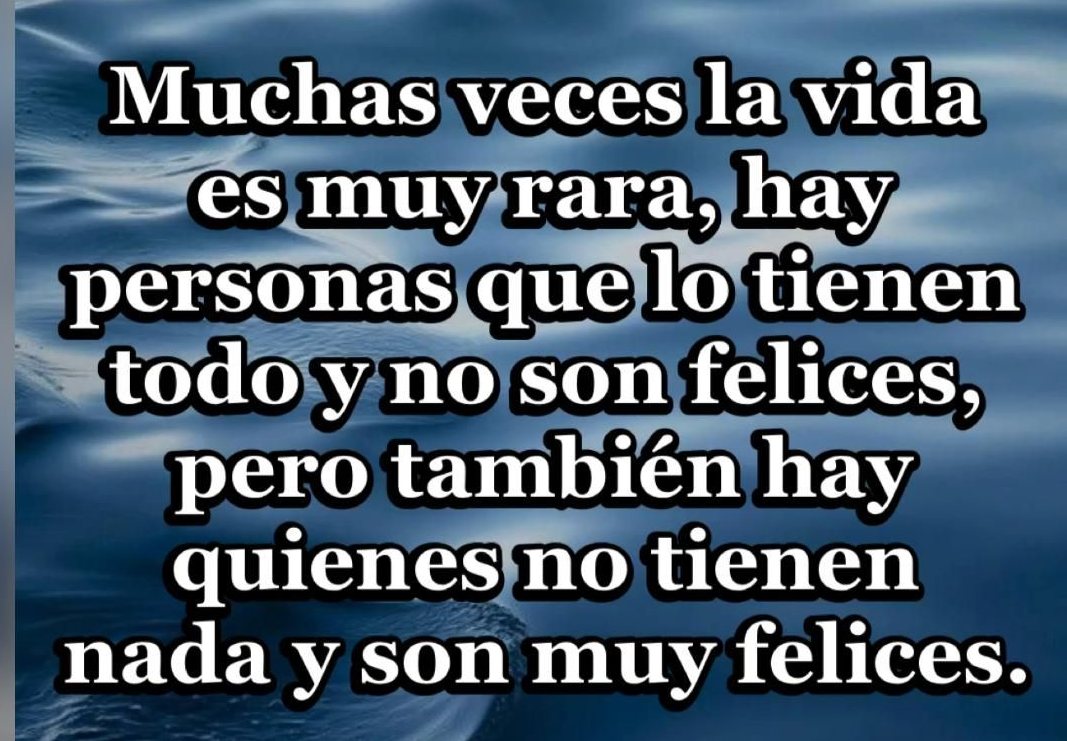 Muchas veces la vida
es muy rara, hay
personas que lo tienen
todo y no son felices,
pero también hay
quienes no tienen
nada y son muy felices.